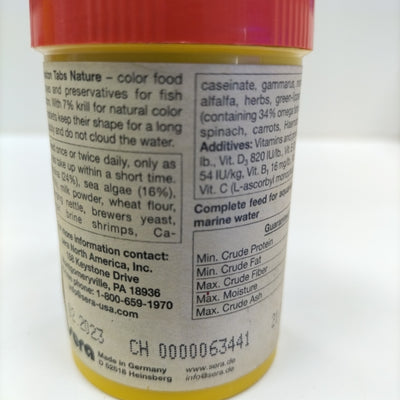 Tabs Nature – color food
and preservatives for fish
With 7% krill for natural color
keep their shape for a long
and do not cloud the water.
once or twice daily, only as
take up within a short time.
(24%), sea algae (16%),
milk powder, wheat flour,
nettle, brewers yeast,
brine shrimps, Ca-
more information contact:
North America, Inc.
Keystone Drive
PA 18936
phone: 1-800-659-1970
@sera-usa.com
.2023
sera
Made in Germany
D 52518 Heinsberg
CH 0000063441
www.sera.de
info@sera.de
caseinate, gammarus,
alfalfa, herbs,
(containing 34% omega
spinach, carrots,
Additives: Vitamins and
lb., Vit. D3 820 IU/lb., Vit.
54 IU/kg, Vit. B1 16 mg/lb.
Vit. C (L-ascorbyl
Complete feed for
marine water
Min. Crude Protein
Min. Crude Fat
Max. Crude Fiber
Max. Moisture
Max. Crude Ash